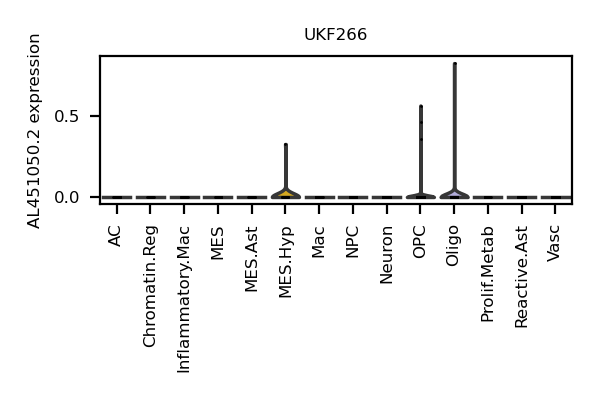 UKF266
AL451050.2 expression
0.5
0.0
AC
Chromatin.Reg
Inflammatory.Mac
MES
MES.Ast
MES.Hyp
Mac
NPC
Neuron
OPC
Oligo
Prolif.Metab
Reactive.Ast
Vasc